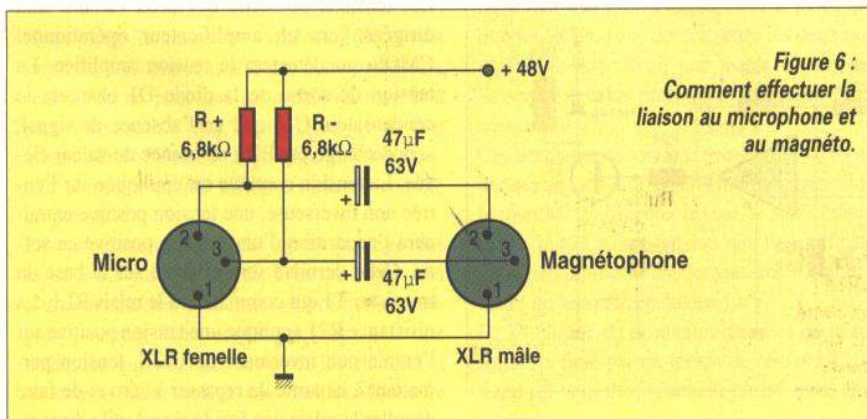 + 48V
R + R -
6,8kΩ 6,8kΩ
47µF
63V
+
2
3
1
Micro
+
47µF
63V
2
3
1
Magnétophone
XLR femelle
XLR mâle
Figure 6 :
Comment effectuer la
liaison au microphone et
au magnéto.